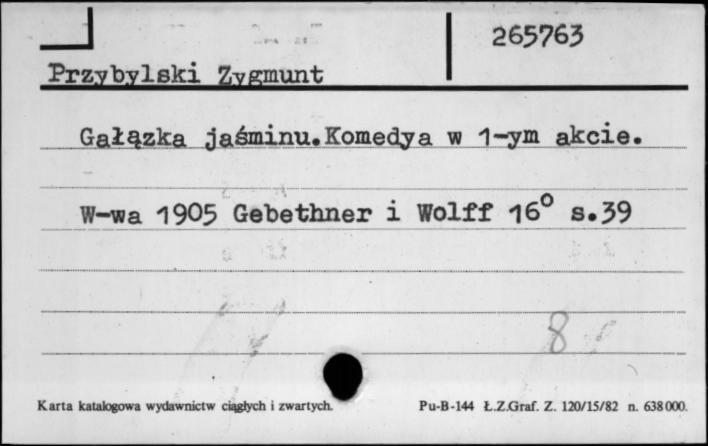 265763
Przybylski Zygmunt
Gałązka jaśminu.Komedya w 1-ym akcie.
W-wa 1905 Gebethner i Wolff 16° s.39
8
Karta katalogowa wydawnictw ciągłych i zwartych.
Pu-B-144 Ł.Z.Graf. Z. 120/15/82 n. 638000.